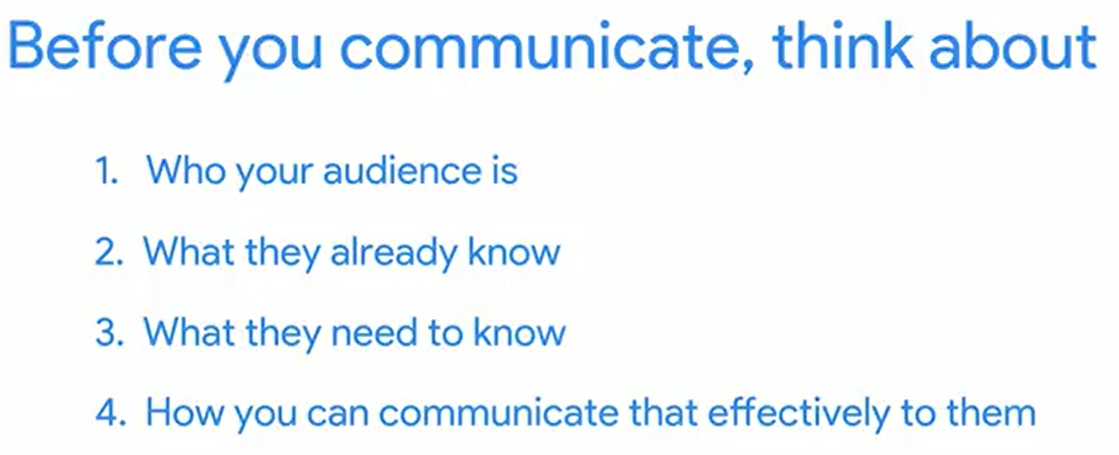 Before you communicate, think about
1. Who your audience is
2. What they already know
3. What they need to know
4. How you can communicate that effectively to them